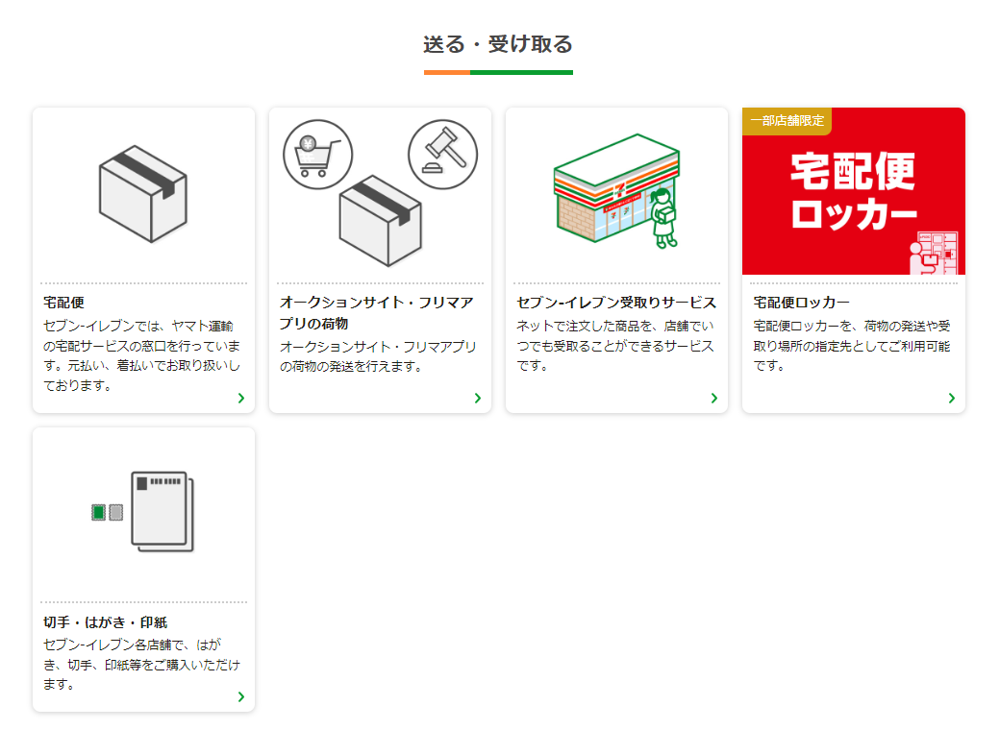 送る・受け取る
宅配便
セブン-イレブンでは、ヤマト運輸
の宅配サービスの窓口を行っていま
す。元払い、着払いでお取り扱いし
ております。
オークションサイト・フリマア
プリの荷物
オークションサイト・フリマアプリ
の荷物の発送を行えます。
セブン-イレブン受取りサービス
ネットで注文した商品を、店舗でい
つでも受取ることができるサービス
です。
一部店舗限定
宅配便
ロッカー
宅配便ロッカー
宅配便ロッカーを、荷物の発送や受
取り場所の指定先としてご利用可能
です。
切手・はがき・印紙
セブン-イレブン各店舗で、はが
き、切手、印紙等をご購入いただけ
ます。